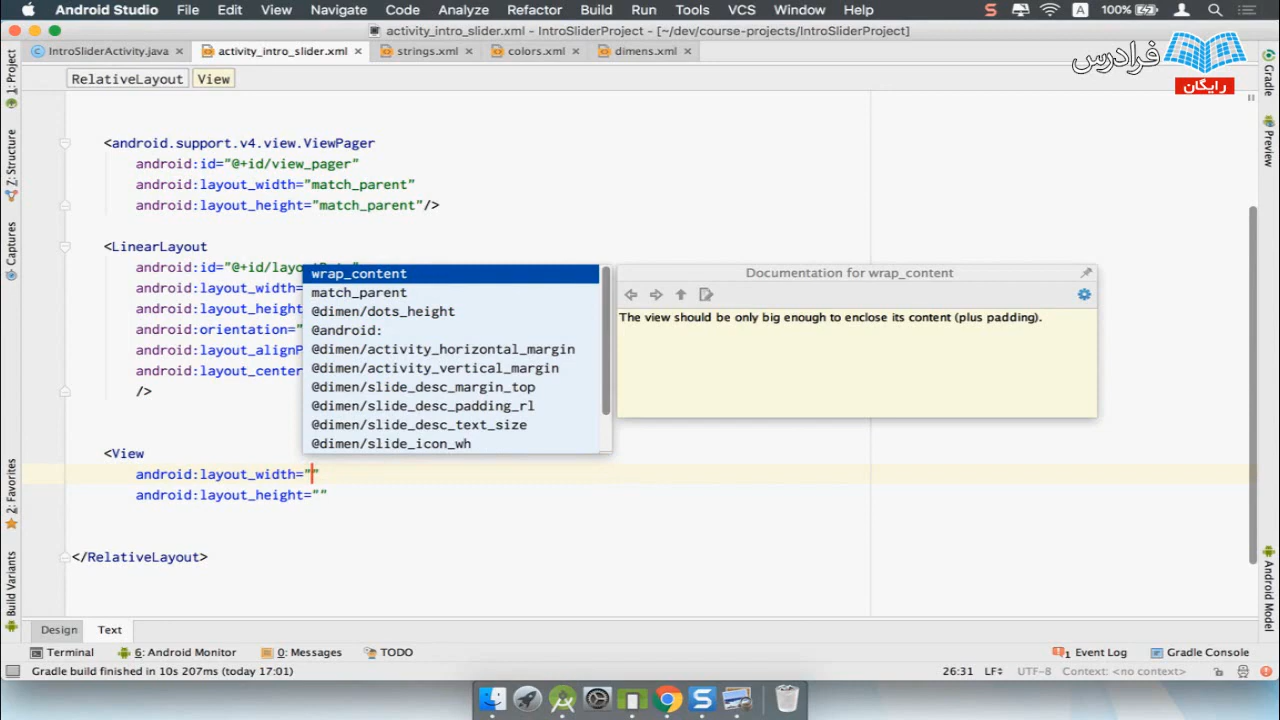 Android Studio File Edit View Navigate Code Analyze Refactor Build Run Tools VCS Window Help S A 100%
activity_intro_slider.xml - IntroSliderProject - [~/dev/course-projects/IntroSliderProject]
IntroSliderActivity.java activity_intro_slider.xml strings.xml colors.xml dimens.xml
فرادرس
رایگان
RelativeLayout View
1: Project
Z: Structure
Captures
2: Favorites
Build Variants
Gradle
Preview
Android Model
<android.support.v4.view.ViewPager
android:id="@+id/view_pager"
android:layout_width="match_parent"
android:layout_height="match_parent"/>
<LinearLayout
android:id="@+id/layo
android:layout_width=
android:layout_height
android:orientation="
android:layout_alignP
android:layout_center
/>
wrap_content
match_parent
@dimen/dots_height
@android:
@dimen/activity_horizontal_margin
@dimen/activity_vertical_margin
@dimen/slide_desc_margin_top
@dimen/slide_desc_padding_rl
@dimen/slide_desc_text_size
@dimen/slide_icon_wh
Documentation for wrap_content
The view should be only big enough to enclose its content (plus padding).
<View
android:layout_width=""
android:layout_height=""
</RelativeLayout>
Design Text
Terminal 6: Android Monitor 0: Messages TODO 1 Event Log Gradle Console
Gradle build finished in 10s 207ms (today 17:01) 26:31 LF÷ UTF-8 Context: <no context>